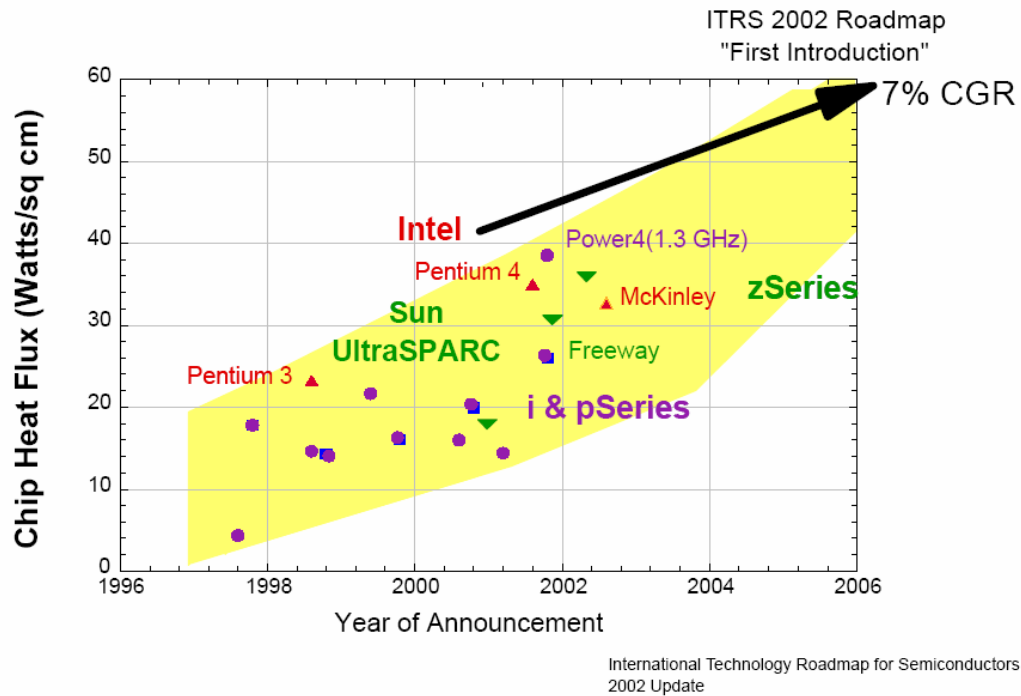 ITRS 2002 Roadmap
"First Introduction"
7% CGR
Chip Heat Flux (Watts/sq cm)
60
50
40
30
20
10
0
Intel
Power4(1.3 GHz)
Pentium 4
McKinley
zSeries
Sun
UltraSPARC
Freeway
Pentium 3
i & pSeries
1996
1998
2000
2002
2004
2006
Year of Announcement
International Technology Roadmap for Semiconductors
2002 Update